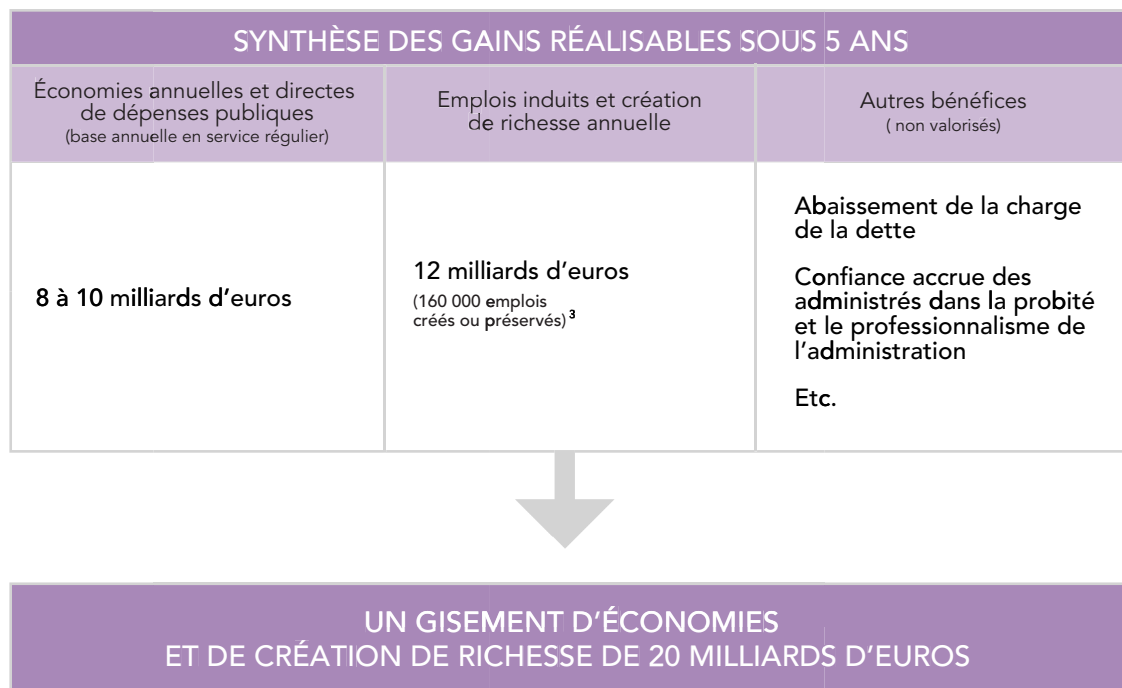 SYNTHÈSE DES GAINS RÉALISABLES SOUS 5 ANS
Économies annuelles et directes
de dépenses publiques
(base annuelle en service régulier)
Emplois induits et création
de richesse annuelle
Autres bénéfices
( non valorisés)
8 à 10 milliards d'euros
12 milliards d'euros
(160 000 emplois
créés ou préservés) ³
Abaissement de la charge
de la dette
Confiance accrue des
administrés dans la probité
et le professionnalisme de
l'administration
Etc.
UN GISEMENT D'ÉCONOMIES
ET DE CRÉATION DE RICHESSE DE 20 MILLIARDS D'EUROS